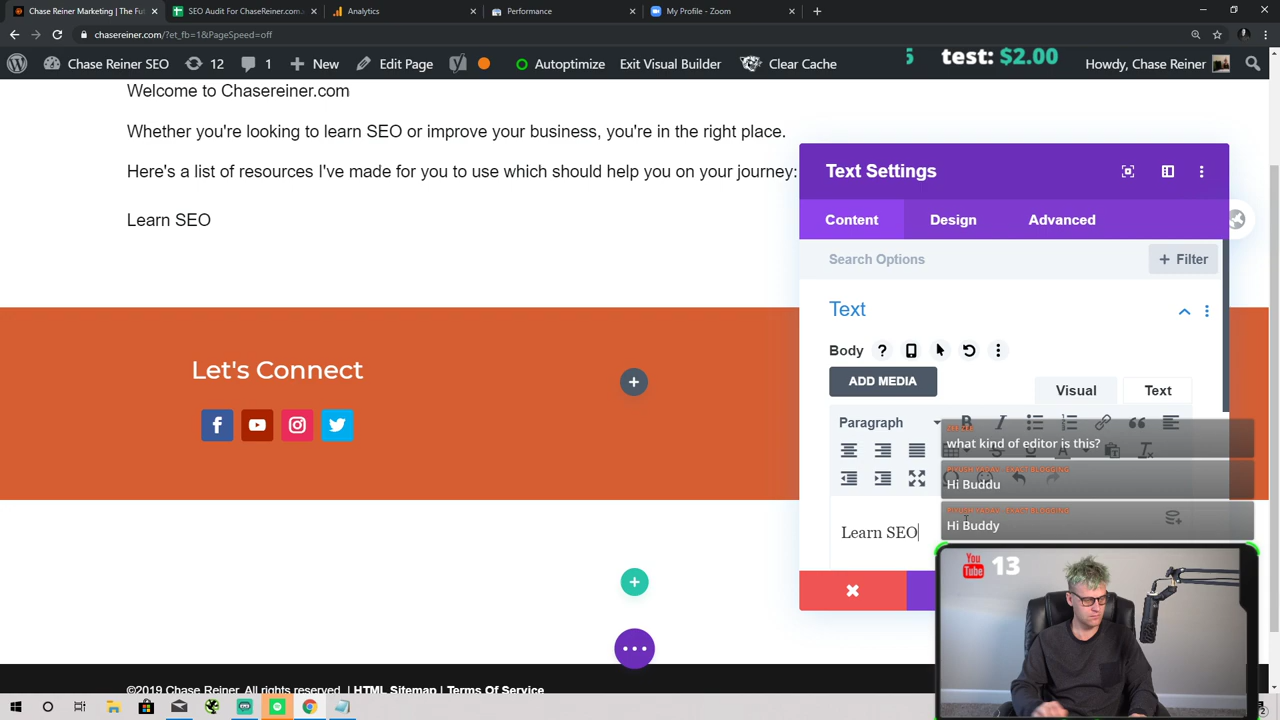 Chase Reiner Marketing | The Fu
SEO Audit For ChaseReiner.com
Analytics
Performance
My Profile - Zoom
chasereiner.com/?et_fb=1&PageSpeed=off
Chase Reiner SEO
12
1
New
Edit Page
Autoptimize
Exit Visual Builder
Clear Cache
test: $2.00
Howdy, Chase Reiner
Welcome to Chasereiner.com
Whether you're looking to learn SEO or improve your business, you're in the right place.
Here's a list of resources I've made for you to use which should help you on your journey:
Learn SEO
Let's Connect
Text Settings
Content
Design
Advanced
Search Options
+ Filter
Text
Body
ADD MEDIA
Visual
Text
Paragraph
what kind of editor is this?
Hi Buddu
Hi Buddy
Learn SEO
You
Tube
13
©2019 Chase Reiner. All rights reserved. | HTML Sitemap | Terms Of Service